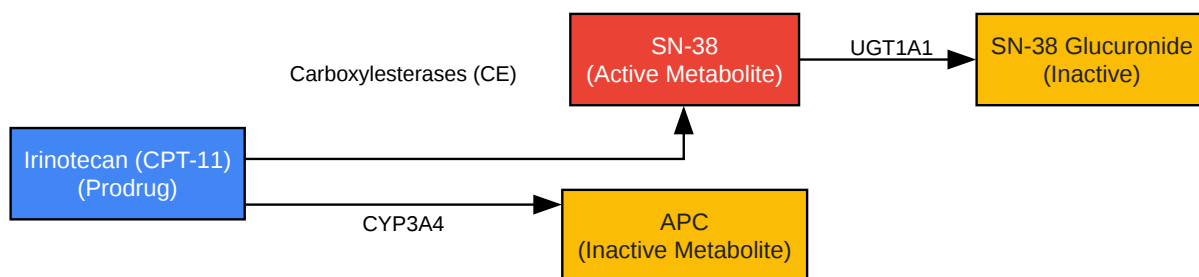 SN-38
(Active Metabolite)
UGT1A1
SN-38 Glucuronide
(Inactive)
Carboxylesterases (CE)
Irinotecan (CPT-11)
(Prodrug)
CYP3A4
APC
(Inactive Metabolite)